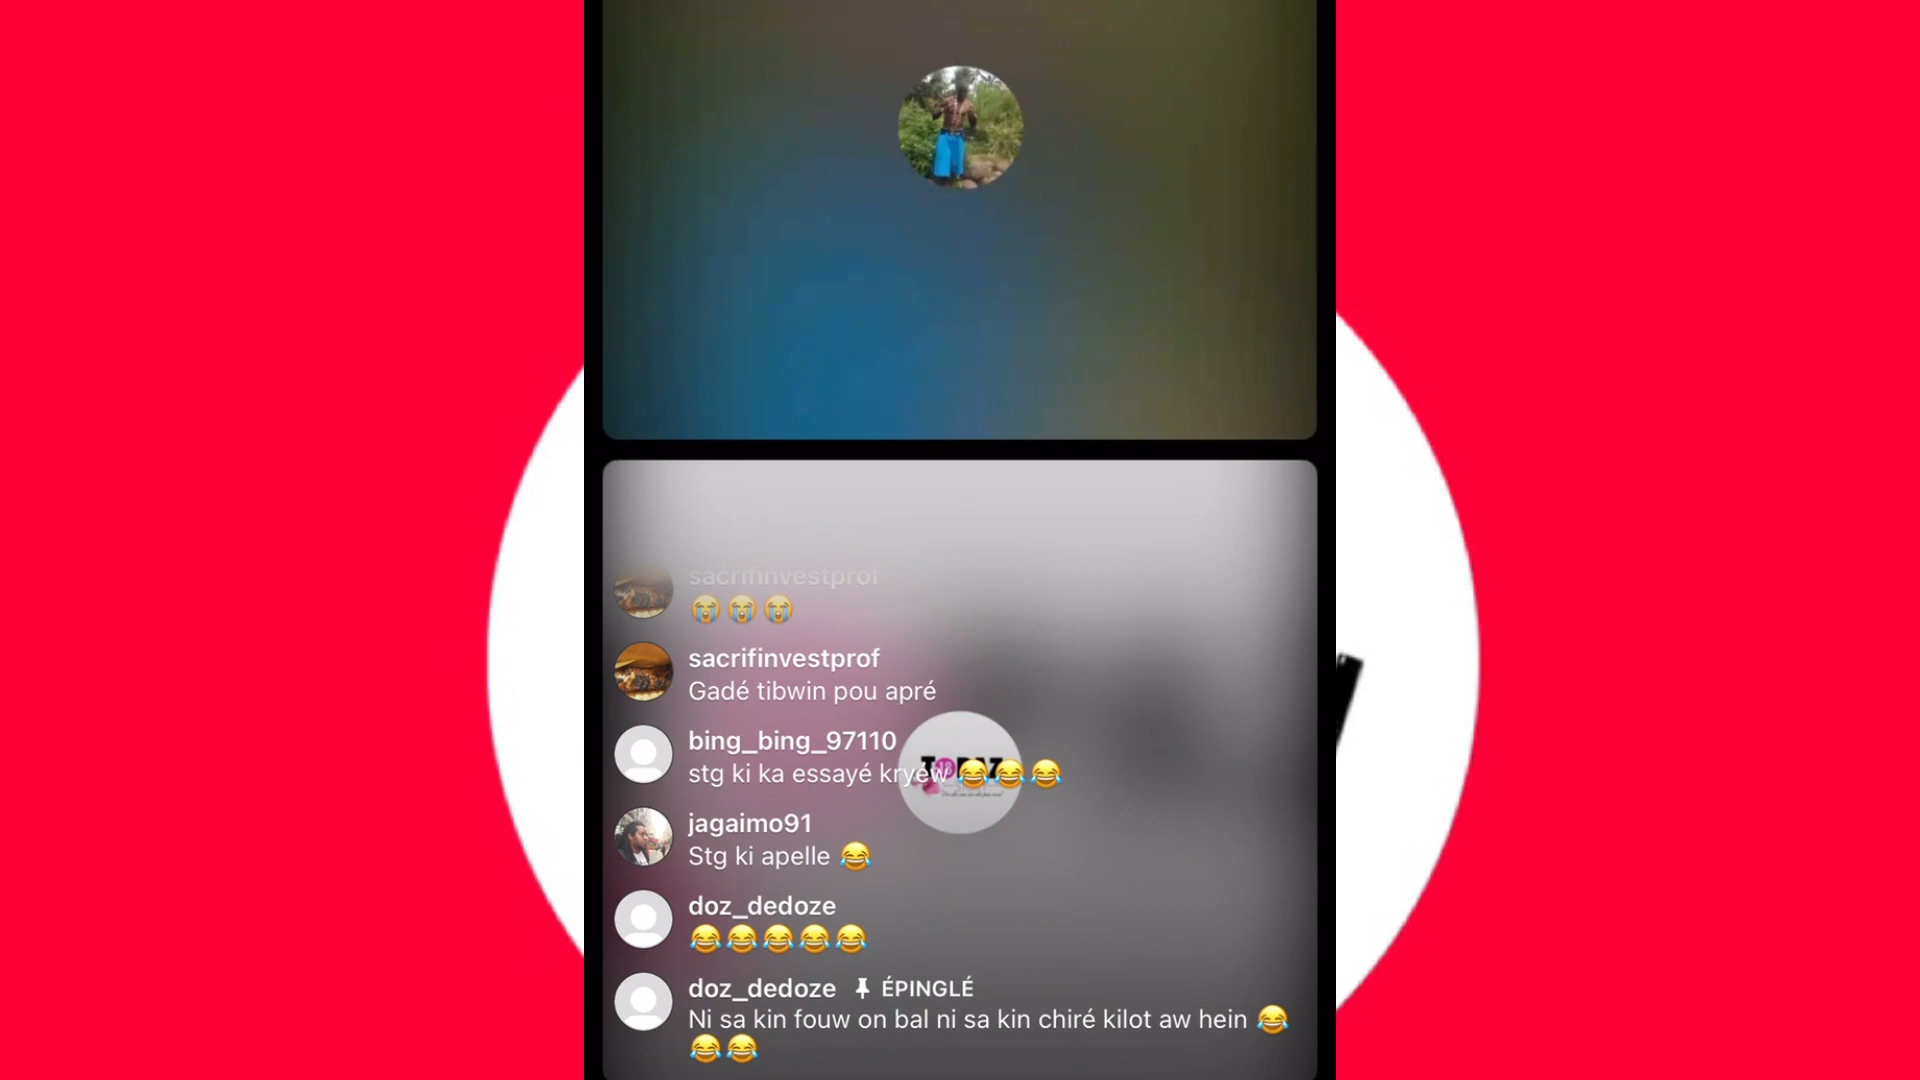 sacrifinvestprof
😭😭😭
sacrifinvestprof
Gadé tibwin pou apré
bing_bing_97110
stg ki ka essayé kryéw 😂😂😂
jagaimo91
Stg ki apelle 😂
doz_dedoze
😂😂😂😂😂
doz_dedoze ÉPINGLÉ
Ni sa kin fouw on bal ni sa kin chiré kilot aw hein 😂
😂😂